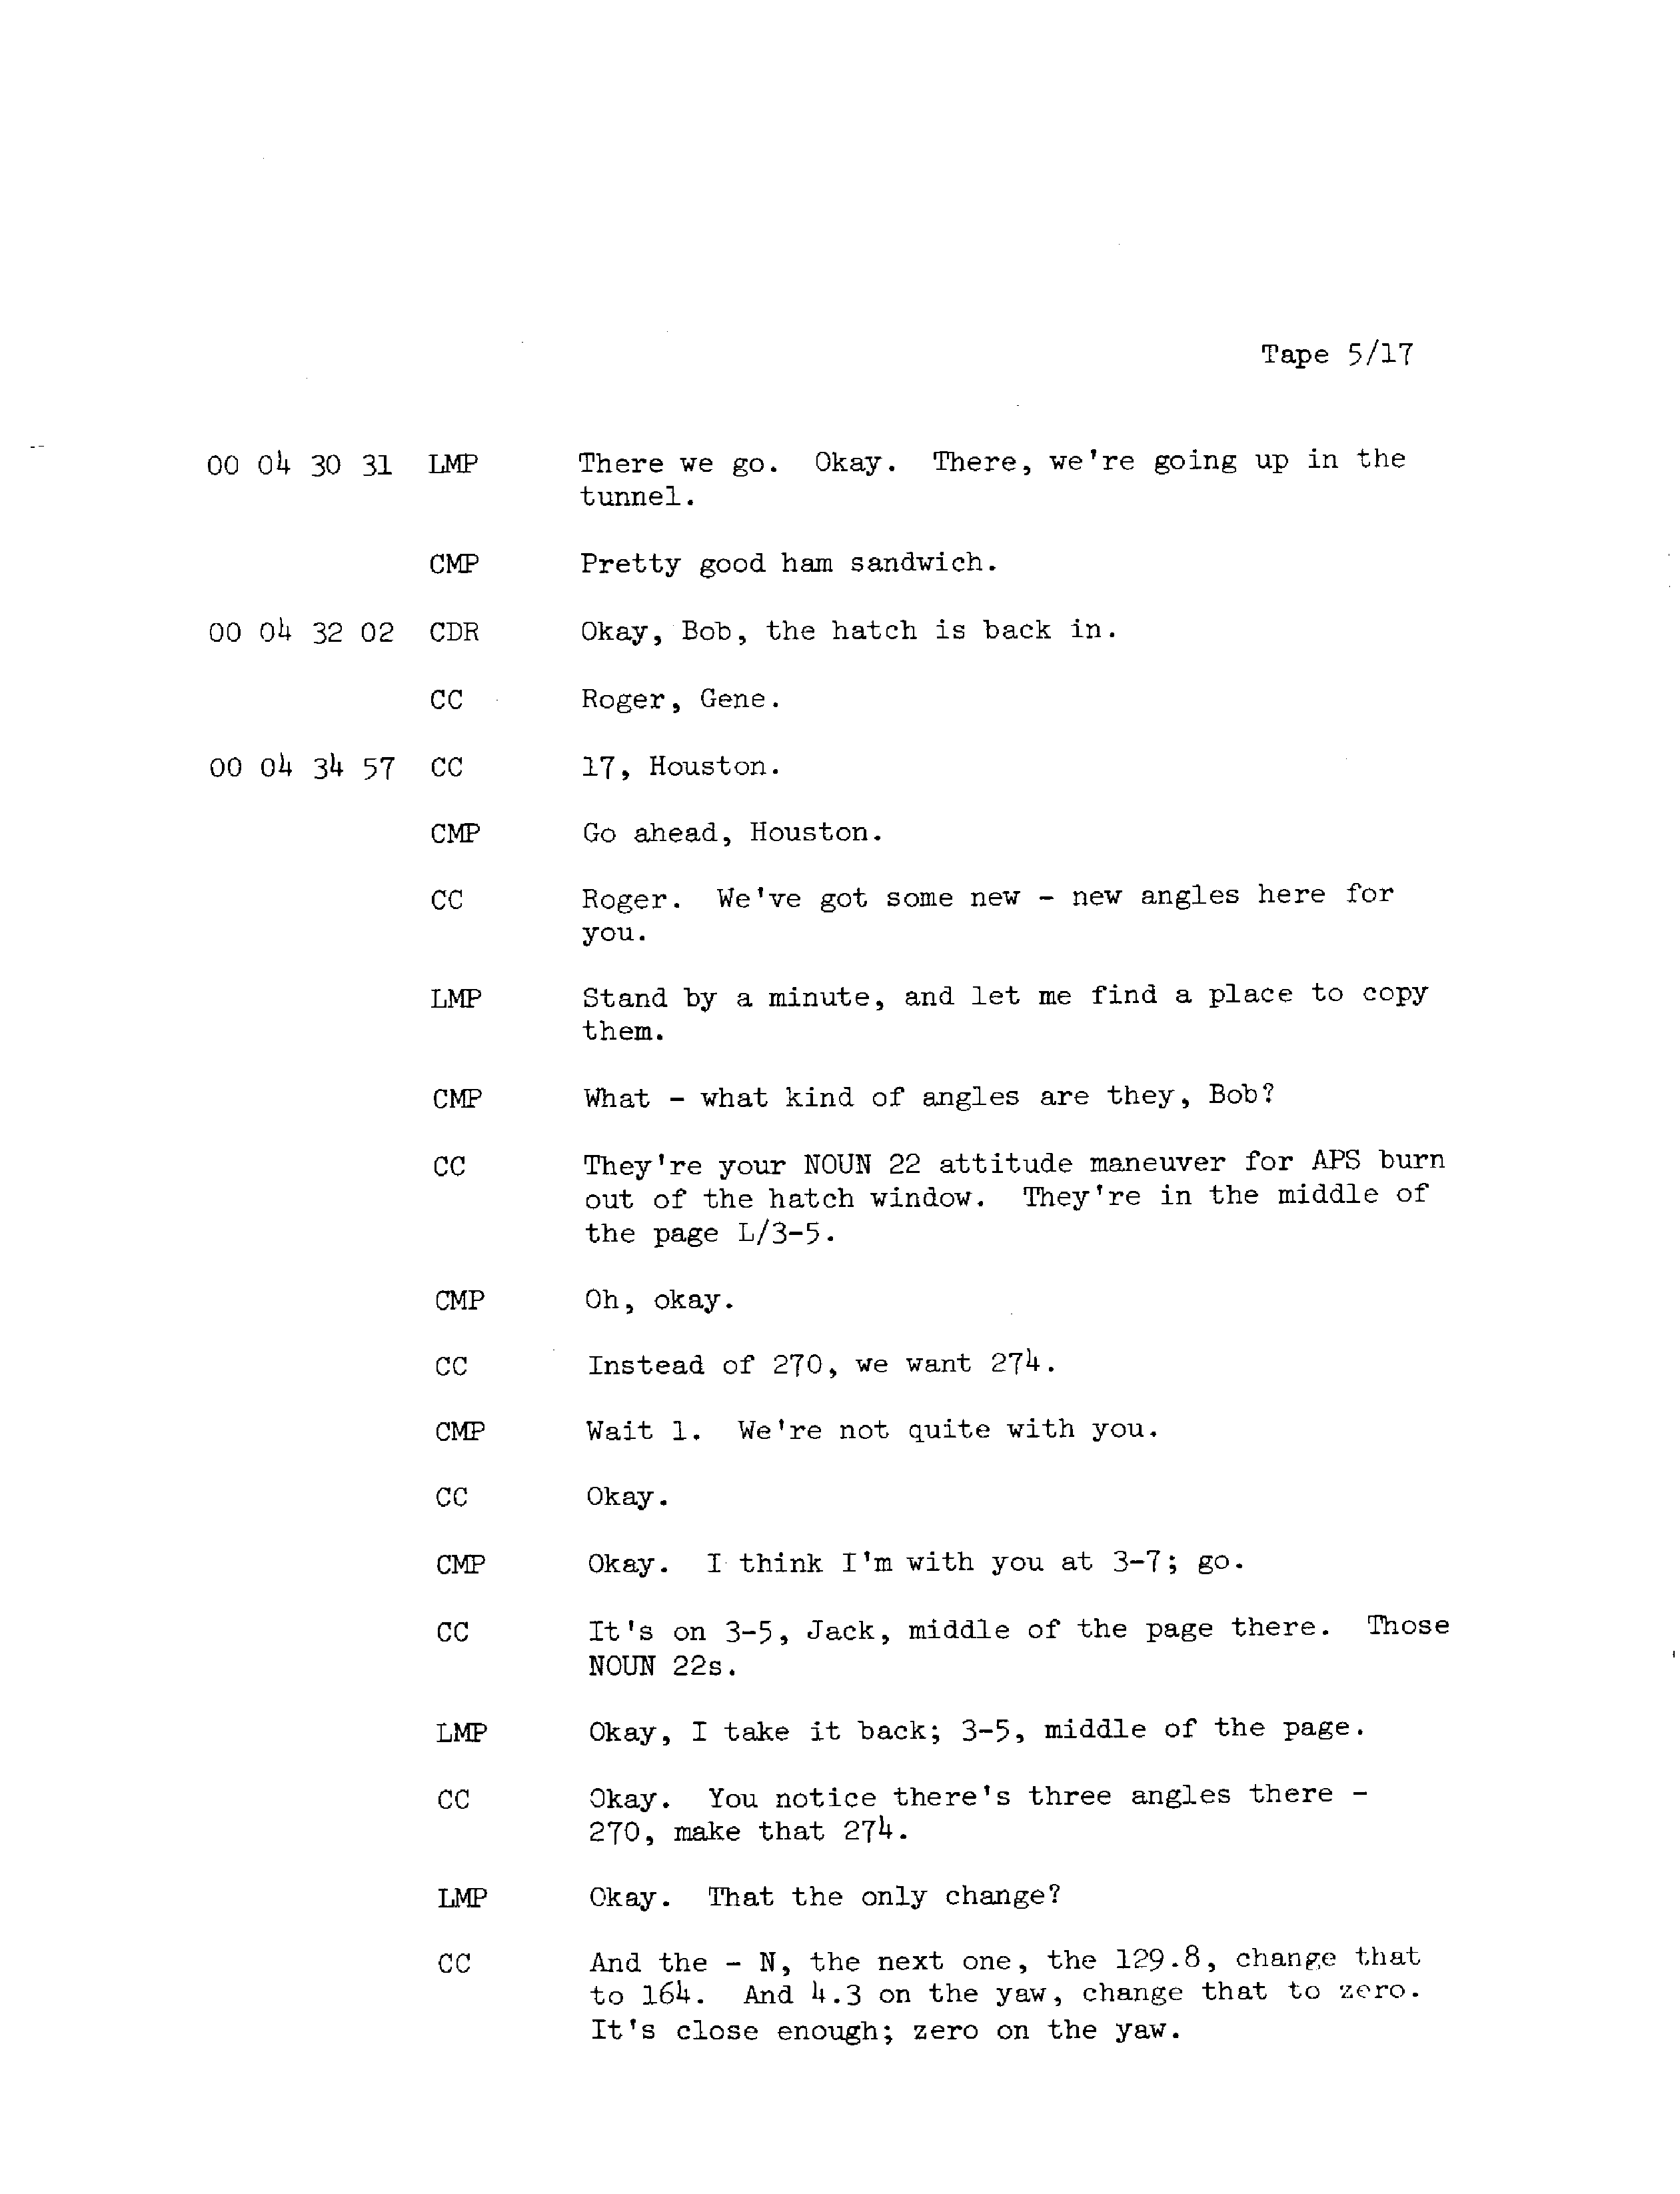 Tape 5/17
00 04 30 31 LMP There we go. Okay. There, we're going up in the
tunnel.
CMP Pretty good ham sandwich.
00 04 32 02 CDR Okay, Bob, the hatch is back in.
CC Roger, Gene.
00 04 34 57 CC 17, Houston.
CMP Go ahead, Houston.
CC Roger. We've got some new - new angles here for
you.
LMP Stand by a minute, and let me find a place to copy
them.
CMP What - what kind of angles are they, Bob?
CC They're your NOUN 22 attitude maneuver for APS burn
out of the hatch window. They're in the middle of
the page L/3-5.
CMP Oh, okay.
CC Instead of 270, we want 274.
CMP Wait 1. We're not quite with you.
CC Okay.
CMP Okay. I think I'm with you at 3-7; go.
CC It's on 3-5, Jack, middle of the page there. Those
NOUN 22s.
LMP Okay, I take it back; 3-5, middle of the page.
CC Okay. You notice there's three angles there -
270, make that 274.
LMP Okay. That the only change?
CC And the - N, the next one, the 129.8, change that
to 164. And 4.3 on the yaw, change that to zero.
It's close enough; zero on the yaw.